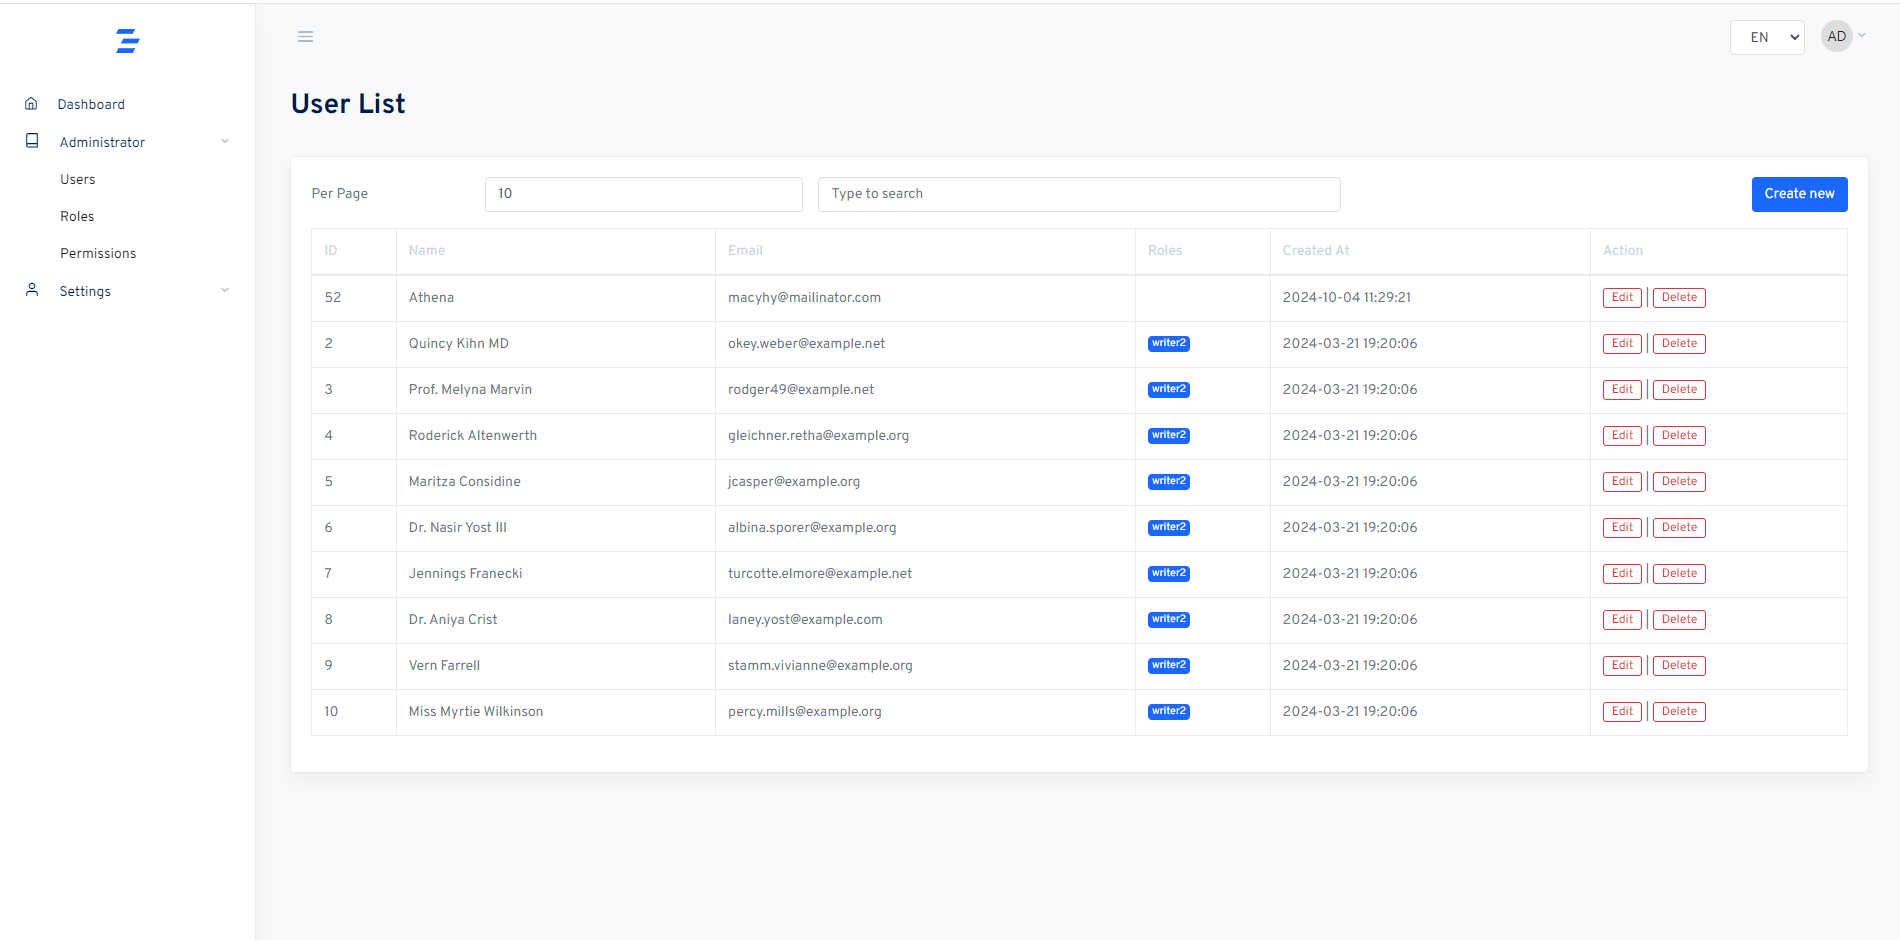 EN
AD
Dashboard
Administrator
Users
Roles
Permissions
Settings
User List
Per Page 10 Type to search Create new
ID Name Email Roles Created At Action
52 Athena macyhy@mailinator.com 2024-10-04 11:29:21 Edit | Delete
2 Quincy Kihn MD okey.weber@example.net writer2 2024-03-21 19:20:06 Edit | Delete
3 Prof. Melyna Marvin rodger49@example.net writer2 2024-03-21 19:20:06 Edit | Delete
4 Roderick Altenwerth gleichner.retha@example.org writer2 2024-03-21 19:20:06 Edit | Delete
5 Maritza Considine jcasper@example.org writer2 2024-03-21 19:20:06 Edit | Delete
6 Dr. Nasir Yost III albina.sporer@example.org writer2 2024-03-21 19:20:06 Edit | Delete
7 Jennings Franecki turcotte.elmore@example.net writer2 2024-03-21 19:20:06 Edit | Delete
8 Dr. Aniya Crist laney.yost@example.com writer2 2024-03-21 19:20:06 Edit | Delete
9 Vern Farrell stamm.vivianne@example.org writer2 2024-03-21 19:20:06 Edit | Delete
10 Miss Myrtie Wilkinson percy.mills@example.org writer2 2024-03-21 19:20:06 Edit | Delete